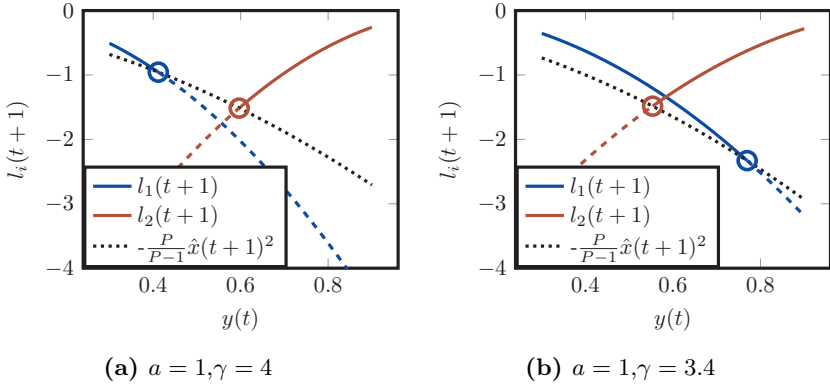 0
−1
−2
−3
−4
l_i(t + 1)
l_1(t + 1)
l_2(t + 1)
-\frac{P}{P−1} x̂(t + 1)^2
0.4 0.6 0.8
y(t)
(a) a = 1,γ = 4
0
−1
−2
−3
−4
l_i(t + 1)
l_1(t + 1)
l_2(t + 1)
-\frac{P}{P−1} x̂(t + 1)^2
0.4 0.6 0.8
y(t)
(b) a = 1,γ = 3.4